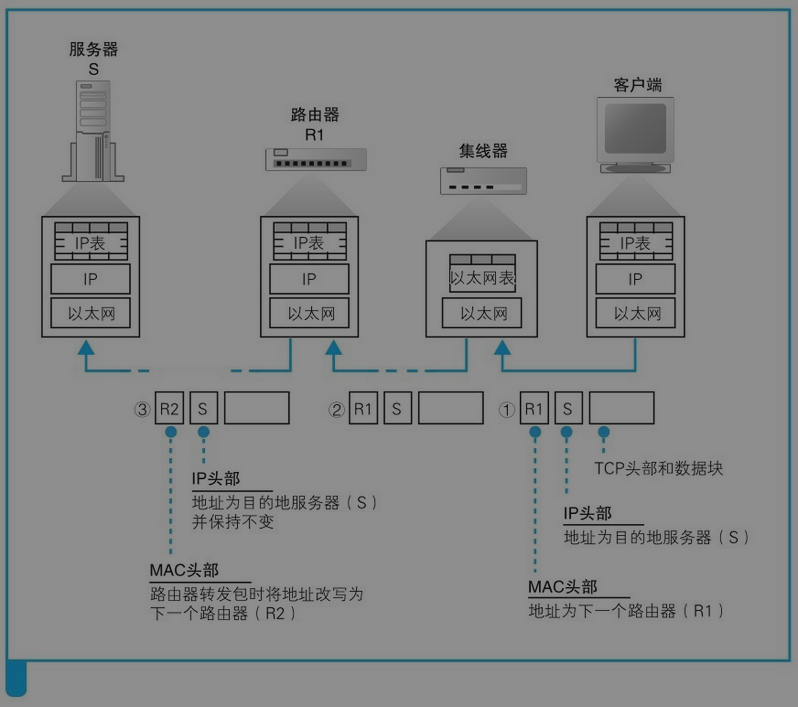 服务器
S
路由器
R1
集线器
客户端
IP表
IP
以太网
IP表
IP
以太网
以太网表
以太网
IP表
IP
以太网
③ R2 S
② R1 S
① R1 S
TCP头部和数据块
IP头部
地址为目的地服务器（S）
并保持不变
IP头部
地址为目的地服务器（S）
MAC头部
路由器转发包时将地址改写为
下一个路由器（R2）
MAC头部
地址为下一个路由器（R1）